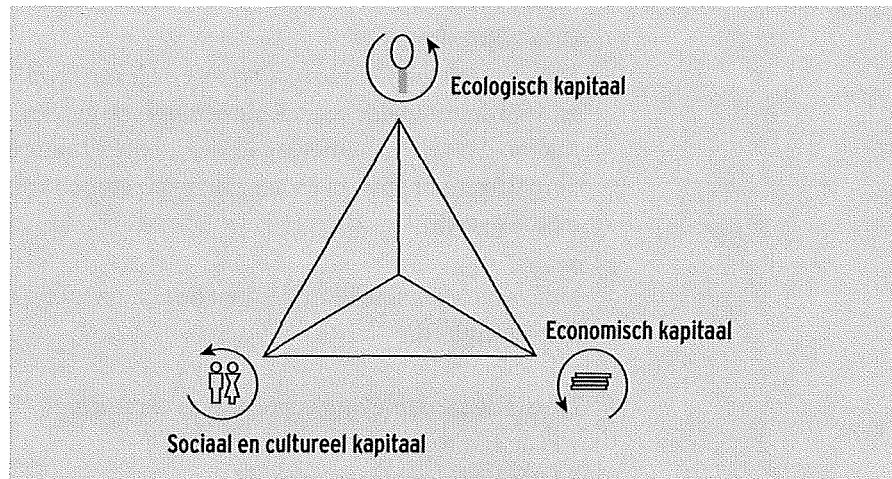 Ecologisch kapitaal
Economisch kapitaal
Sociaal en cultureel kapitaal